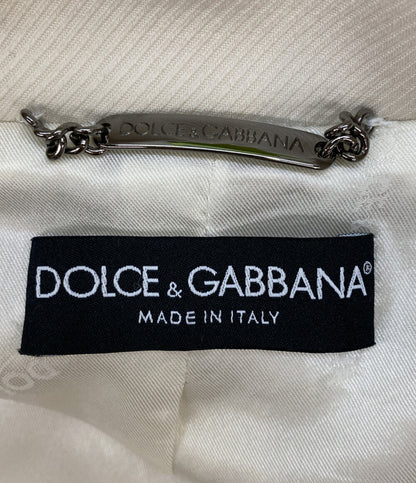 DOLCE & GABBANA
DOLCE & GABBANA®
MADE IN ITALY